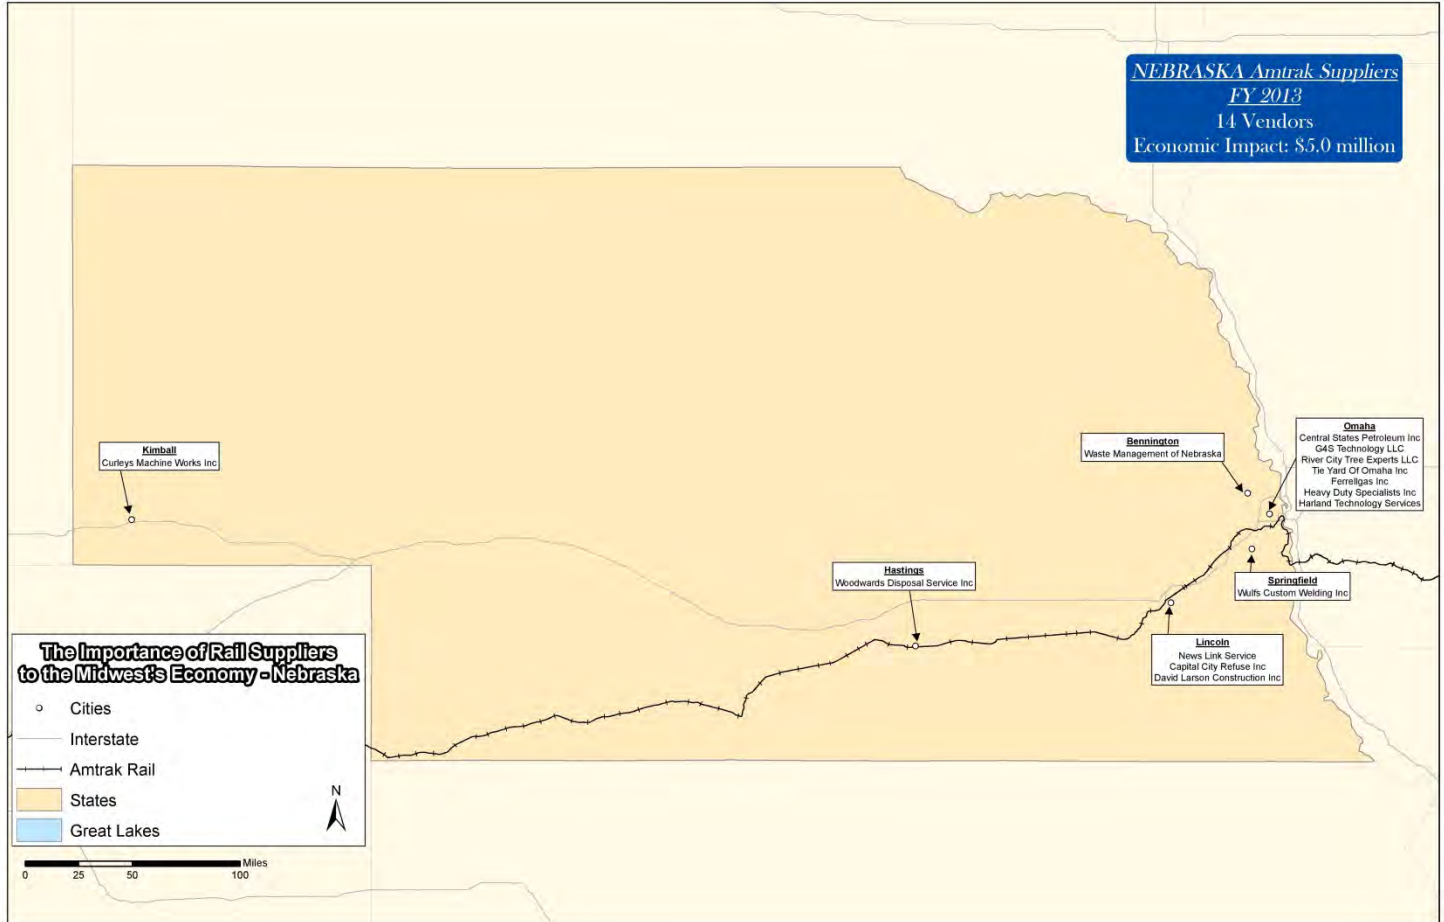 NEBRASKA Amtrak Suppliers
FY 2013
14 Vendors
Economic Impact: $5.0 million
Kimball
Curleys Machine Works Inc
Bennington
Waste Management of Nebraska
Omaha
Central States Petroleum Inc
G4S Technology LLC
River City Tree Experts LLC
Tie Yard Of Omaha Inc
Ferrellgas Inc
Heavy Duty Specialists Inc
Harland Technology Services
Hastings
Woodwards Disposal Service Inc
Springfield
Wulfs Custom Welding Inc
Lincoln
News Link Service
Capital City Refuse Inc
David Larson Construction Inc
The Importance of Rail Suppliers
to the Midwest's Economy - Nebraska
Cities
Interstate
Amtrak Rail
States
Great Lakes
N
Miles
0 25 50 100